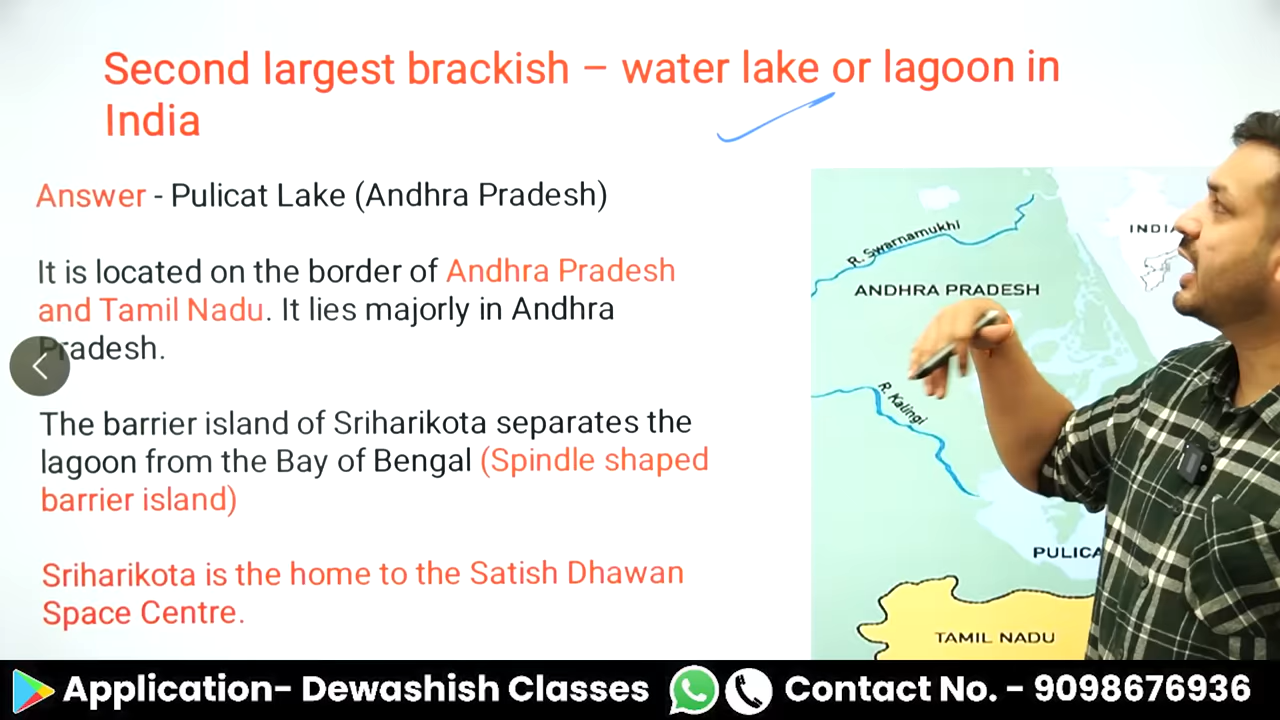 Second largest brackish – water lake or lagoon in
India
Answer - Pulicat Lake (Andhra Pradesh)
It is located on the border of Andhra Pradesh
and Tamil Nadu. It lies majorly in Andhra
Pradesh.
The barrier island of Sriharikota separates the
lagoon from the Bay of Bengal (Spindle shaped
barrier island)
Sriharikota is the home to the Satish Dhawan
Space Centre.
R. Swarnamukhi
INDIA
ANDHRA PRADESH
R. Kalingi
PULICA
TAMIL NADU
Application- Dewashish Classes
Contact No. - 9098676936